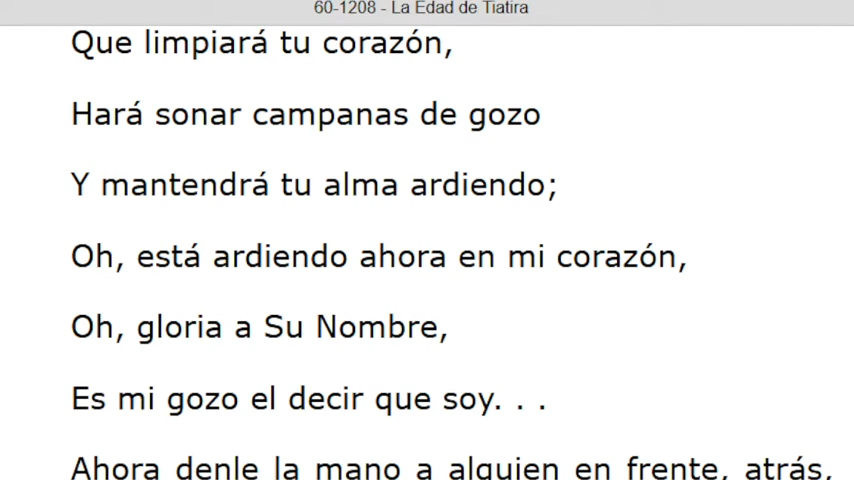 60-1208 - La Edad de Tiatira
Que limpiará tu corazón,
Hará sonar campanas de gozo
Y mantendrá tu alma ardiendo;
Oh, está ardiendo ahora en mi corazón,
Oh, gloria a Su Nombre,
Es mi gozo el decir que soy. . .
Ahora denle la mano a alguien en frente, atrás,